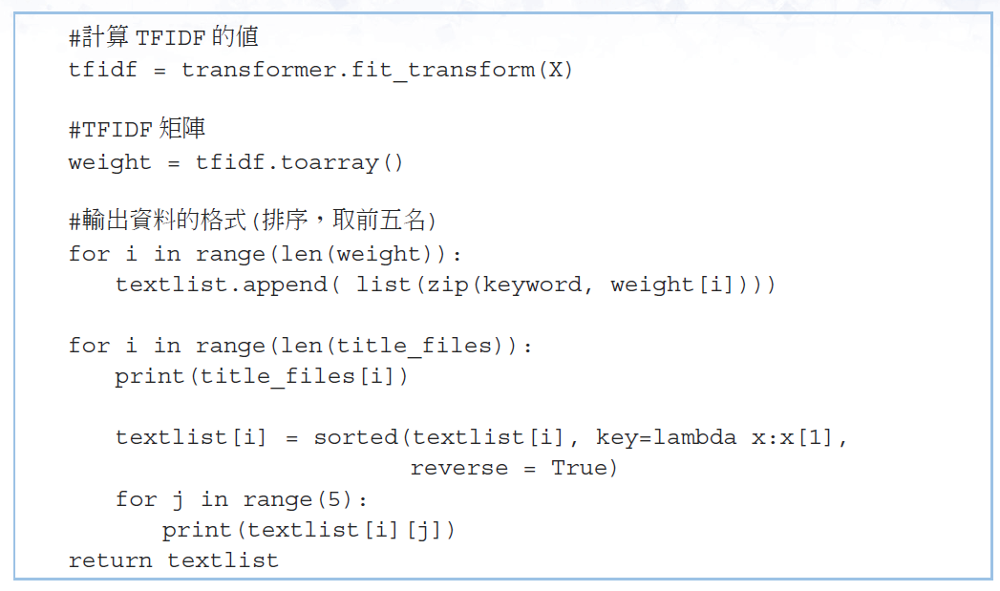 #計算 TFIDF 的值
tfidf = transformer.fit_transform(X)
#TFIDF 矩陣
weight = tfidf.toarray()
#輸出資料的格式(排序，取前五名)
for i in range(len(weight)):
textlist.append( list(zip(keyword, weight[i])))
for i in range(len(title_files)):
print(title_files[i])
textlist[i] = sorted(textlist[i], key=lambda x:x[1],
reverse = True)
for j in range(5):
print(textlist[i][j])
return textlist